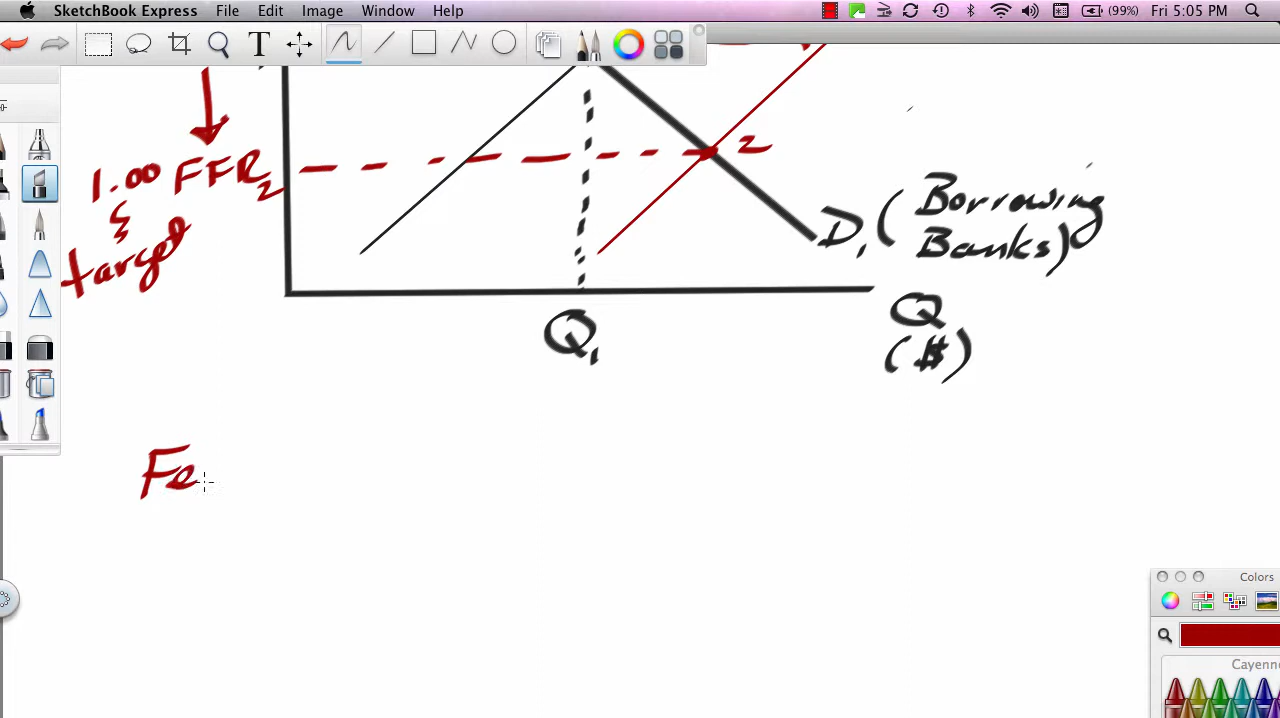 SketchBook Express File Edit Image Window Help (99%) Fri 5:05 PM
T
2
1.00 FFR2
& target
D1 (Borrowing Banks)
Q1
Q
($)
Fe
Colors
Cayenn